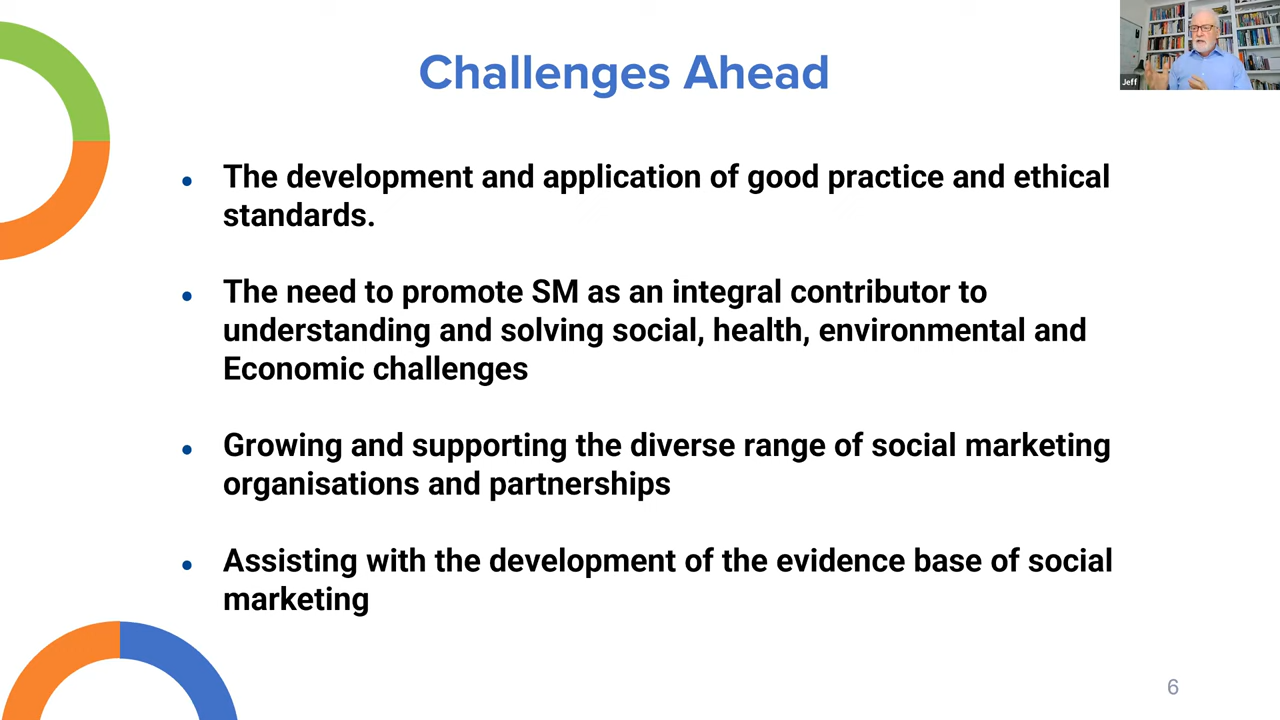 Challenges Ahead
Jeff
The development and application of good practice and ethical
standards.
The need to promote SM as an integral contributor to
understanding and solving social, health, environmental and
Economic challenges
Growing and supporting the diverse range of social marketing
organisations and partnerships
Assisting with the development of the evidence base of social
marketing
6